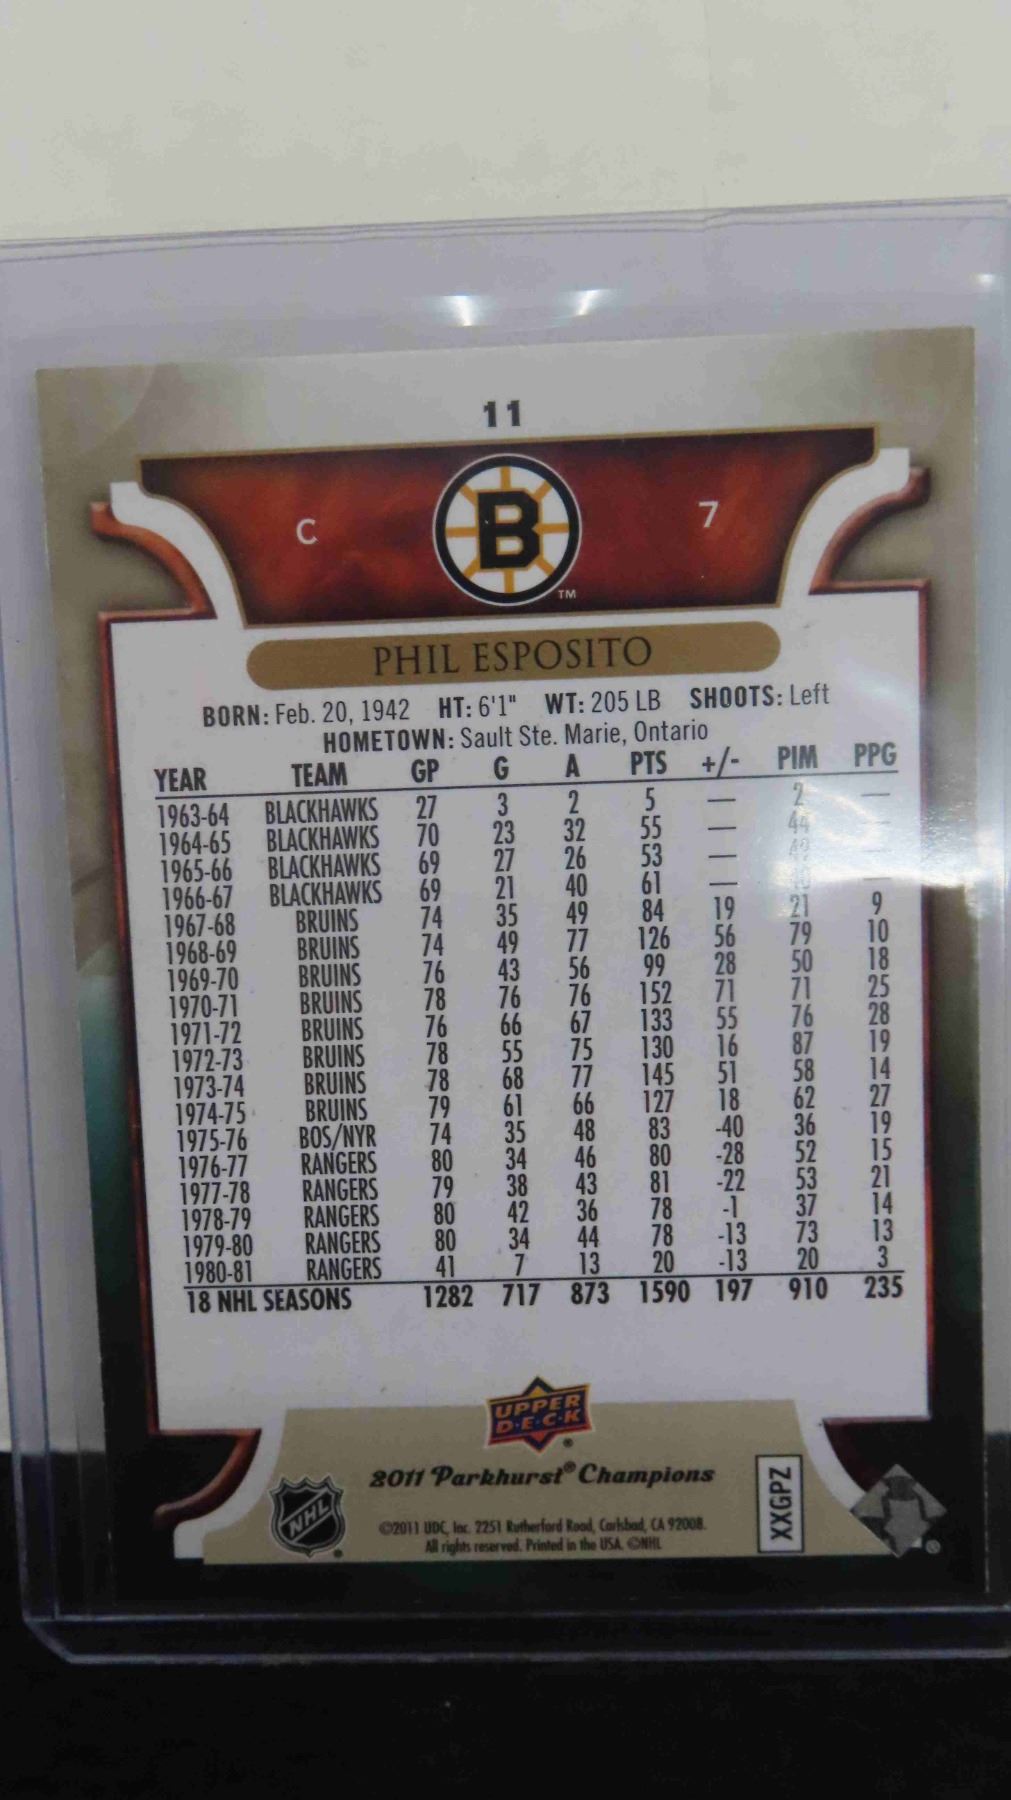 11
C B 7
TM
PHIL ESPOSITO
BORN: Feb. 20, 1942 HT: 6'1" WT: 205 LB SHOOTS: Left
HOMETOWN: Sault Ste. Marie, Ontario
YEAR TEAM GP G A PTS +/- PIM PPG
1963-64 BLACKHAWKS 27 3 2 5 — 2 —
1964-65 BLACKHAWKS 70 23 32 55 — 44 —
1965-66 BLACKHAWKS 69 27 26 53 — —
1966-67 BLACKHAWKS 69 21 40 61 — —
1967-68 BRUINS 74 35 49 84 19 21 9
1968-69 BRUINS 74 49 77 126 56 79 10
1969-70 BRUINS 76 43 56 99 28 50 18
1970-71 BRUINS 78 76 76 152 71 71 25
1971-72 BRUINS 76 66 67 133 55 76 28
1972-73 BRUINS 78 55 75 130 16 87 19
1973-74 BRUINS 78 68 77 145 51 58 14
1974-75 BRUINS 79 61 66 127 18 62 27
1975-76 BOS/NYR 74 35 48 83 -40 36 19
1976-77 RANGERS 80 34 46 80 -28 52 15
1977-78 RANGERS 79 38 43 81 -22 53 21
1978-79 RANGERS 80 42 36 78 -1 37 14
1979-80 RANGERS 80 34 44 78 -13 73 13
1980-81 RANGERS 41 7 13 20 -13 20 3
18 NHL SEASONS 1282 717 873 1590 197 910 235
UPPER
D·E·C·K
®
2011 Parkhurst® Champions
NHL
©2011 UDC, Inc. 2251 Rutherford Road, Carlsbad, CA 92008.
All rights reserved. Printed in the USA. ©NHL
XXGPZ